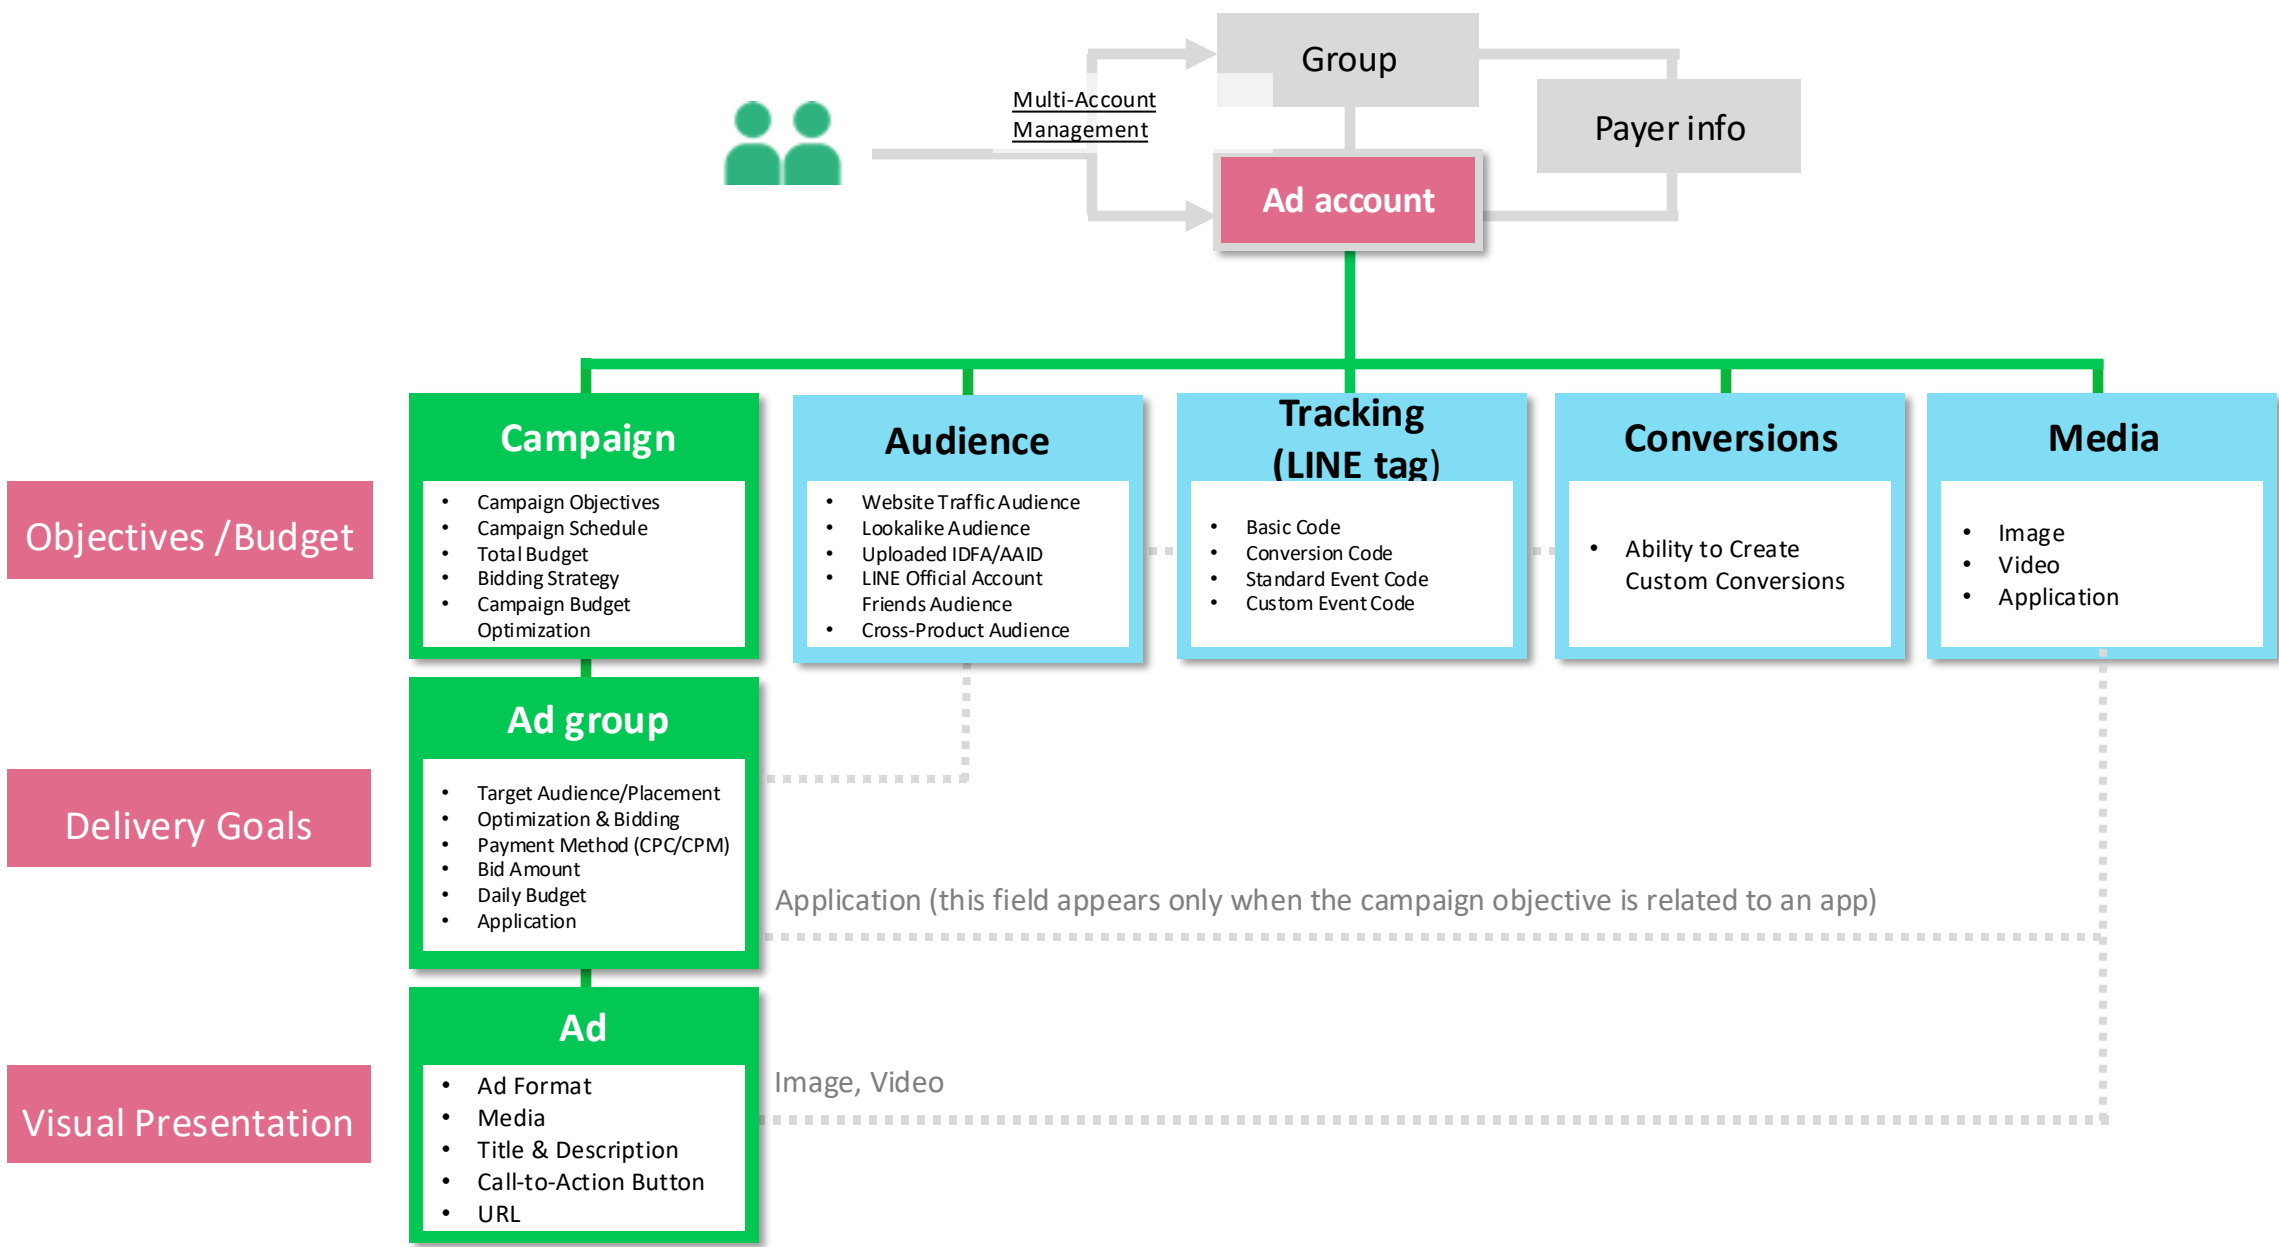 Group
Multi-Account
Management
Payer info
Ad account
Campaign
• Campaign Objectives
• Campaign Schedule
• Total Budget
• Bidding Strategy
• Campaign Budget
Optimization
Audience
• Website Traffic Audience
• Lookalike Audience
• Uploaded IDFA/AAID
• LINE Official Account
Friends Audience
• Cross-Product Audience
Tracking
(LINE tag)
• Basic Code
• Conversion Code
• Standard Event Code
• Custom Event Code
Conversions
• Ability to Create
Custom Conversions
Media
• Image
• Video
• Application
Objectives /Budget
Ad group
• Target Audience/Placement
• Optimization & Bidding
• Payment Method (CPC/CPM)
• Bid Amount
• Daily Budget
• Application
Delivery Goals
Application (this field appears only when the campaign objective is related to an app)
Ad
• Ad Format
• Media
• Title & Description
• Call-to-Action Button
• URL
Image, Video
Visual Presentation